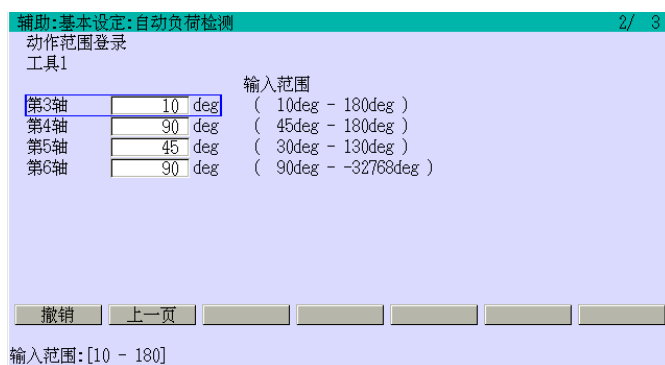 辅助:基本设定:自动负荷检测 2/ 3
动作范围登录
工具1
输入范围
第3轴 10 deg ( 10deg - 180deg )
第4轴 90 deg ( 45deg - 180deg )
第5轴 45 deg ( 30deg - 130deg )
第6轴 90 deg ( 90deg - -32768deg )
撤销 上一页
输入范围:[10 - 180]